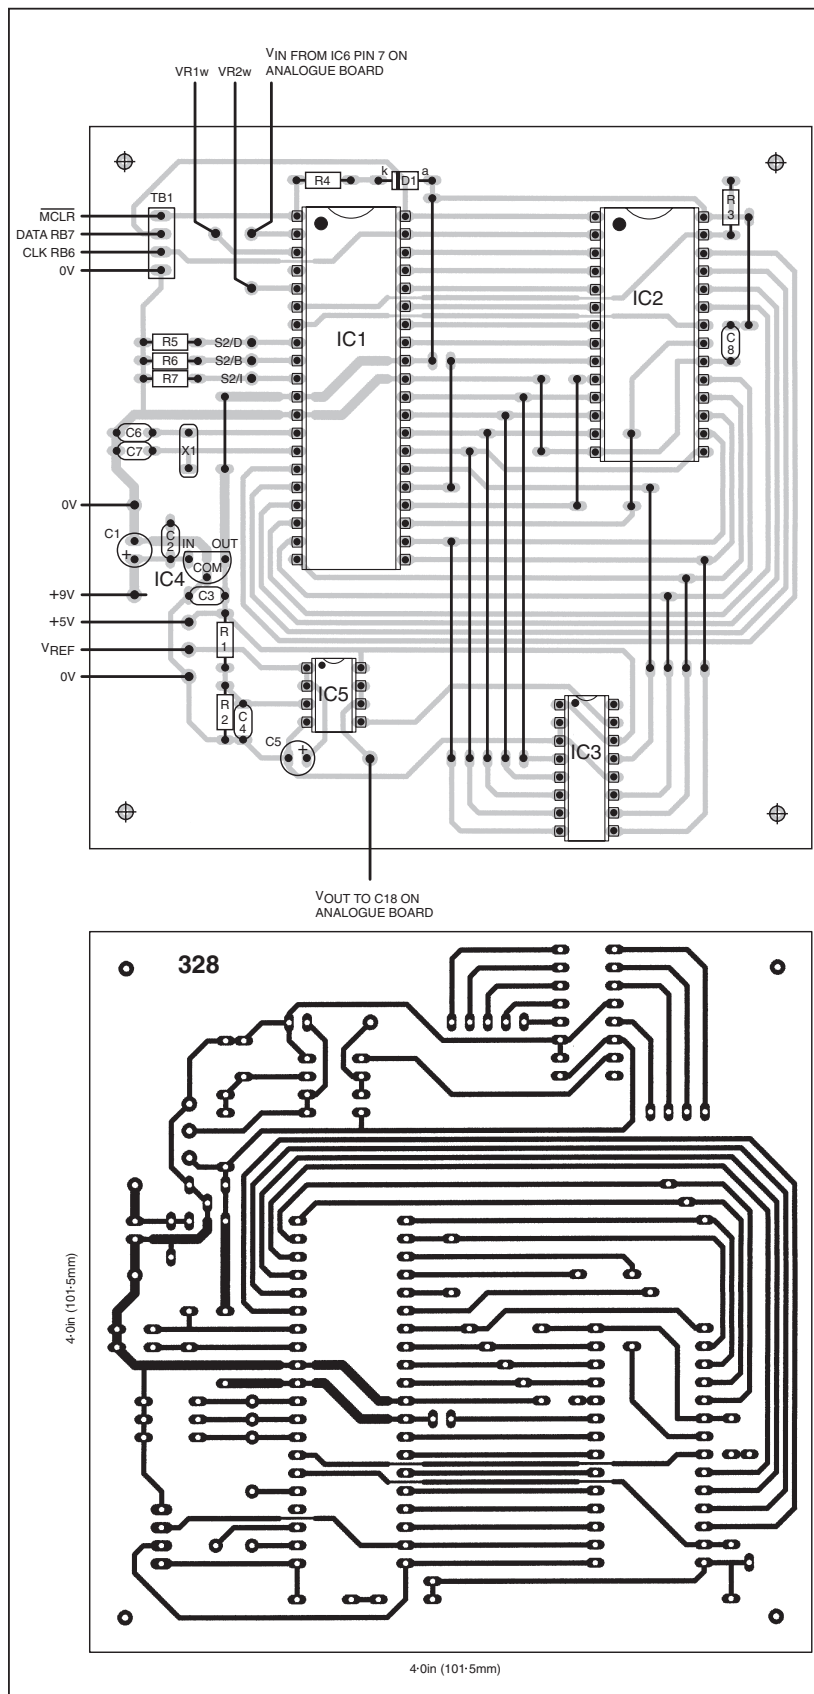 VIN FROM IC6 PIN 7 ON
VR1w VR2w ANALOGUE BOARD
k a
R4 D1
TB1
R
3
MCLR
DATA RB7
CLK RB6
0V
IC2
IC1
R5 S2/D
R6 S2/B
R7 S2/I
C
8
C6
C7 X1
0V
C1
+
C
2
IN OUT
COM
IC4
+9V
C3
+5V
R
1
VREF
0V
IC5
R
2
C
4
C5
+
IC3
VOUT TO C18 ON
ANALOGUE BOARD
328
4·0in (101·5mm)
4·0in (101·5mm)